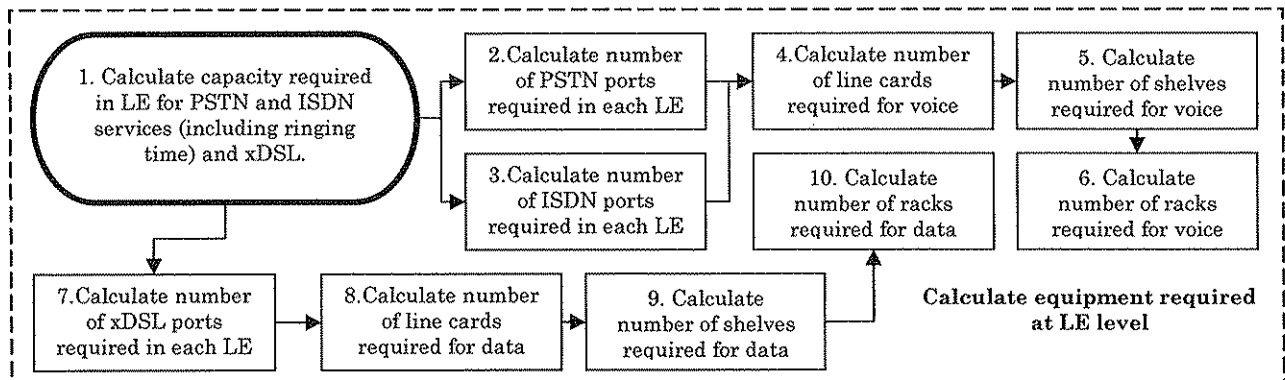 1. Calculate capacity required
in LE for PSTN and ISDN
services (including ringing
time) and xDSL.
2.Calculate number
of PSTN ports
required in each LE
3.Calculate number
of ISDN ports
required in each LE
4.Calculate number
of line cards
required for voice
5. Calculate
number of shelves
required for voice
6. Calculate
number of racks
required for voice
7.Calculate number
of xDSL ports
required in each LE
8.Calculate number
of line cards
required for data
9. Calculate
number of shelves
required for data
10. Calculate
number of racks
required for data
Calculate equipment required
at LE level